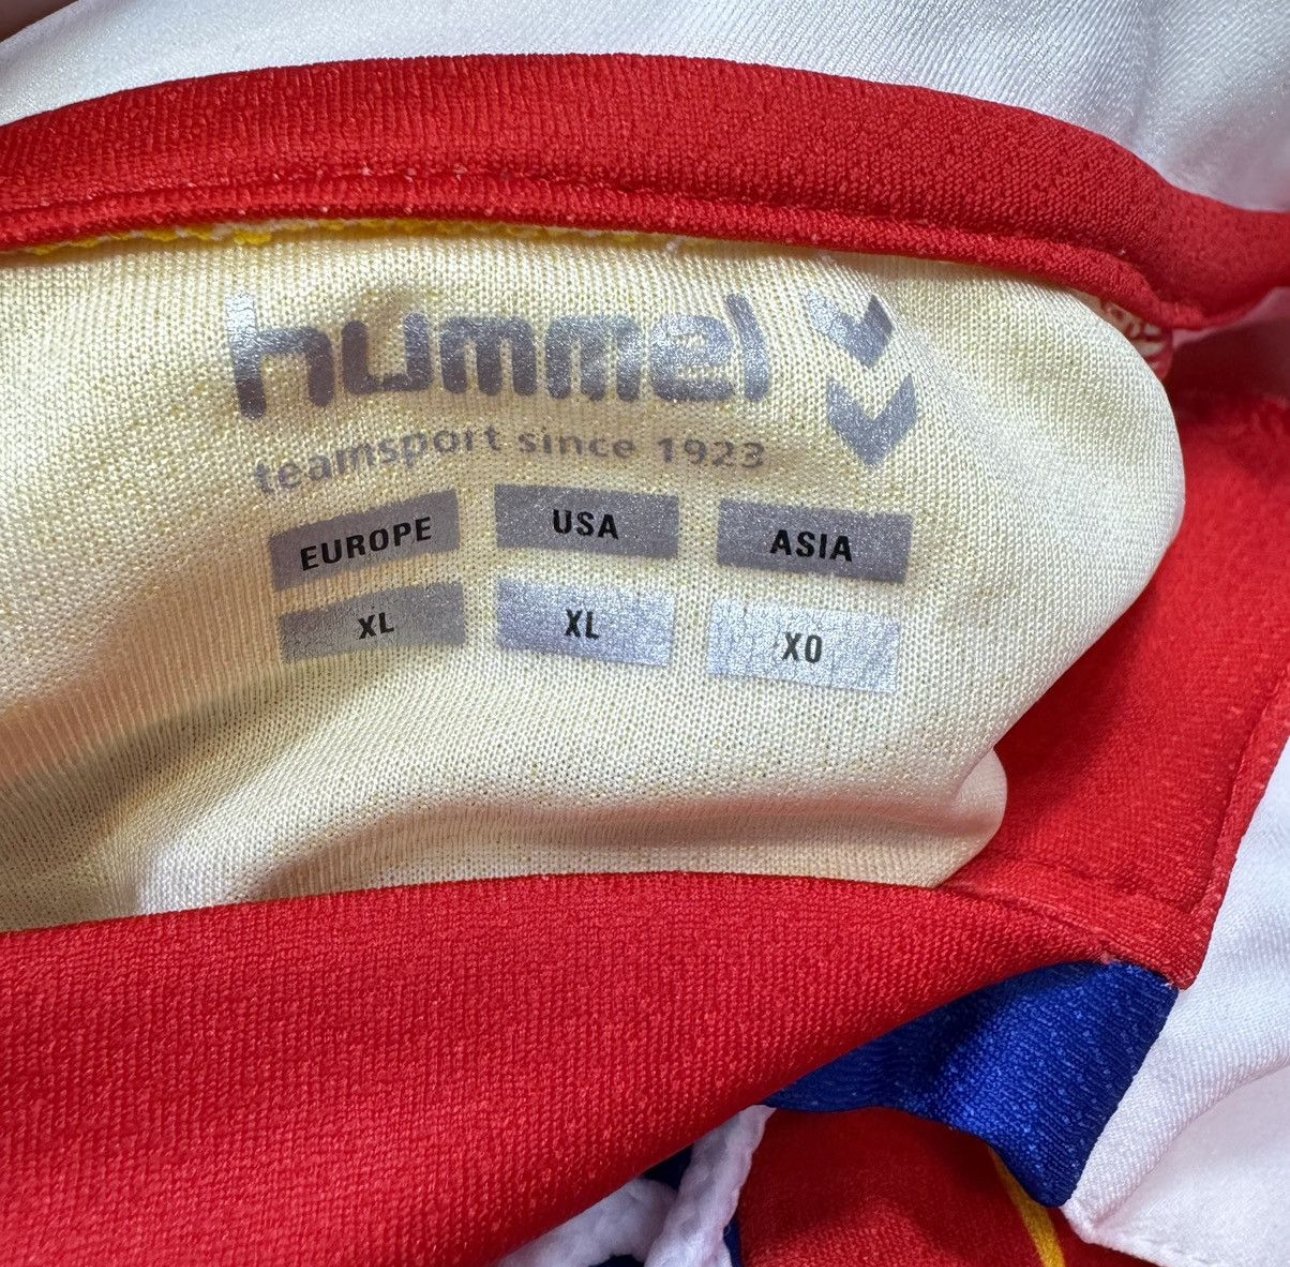 hummel
teamsport since 1923
EUROPE USA ASIA
XL XL XO